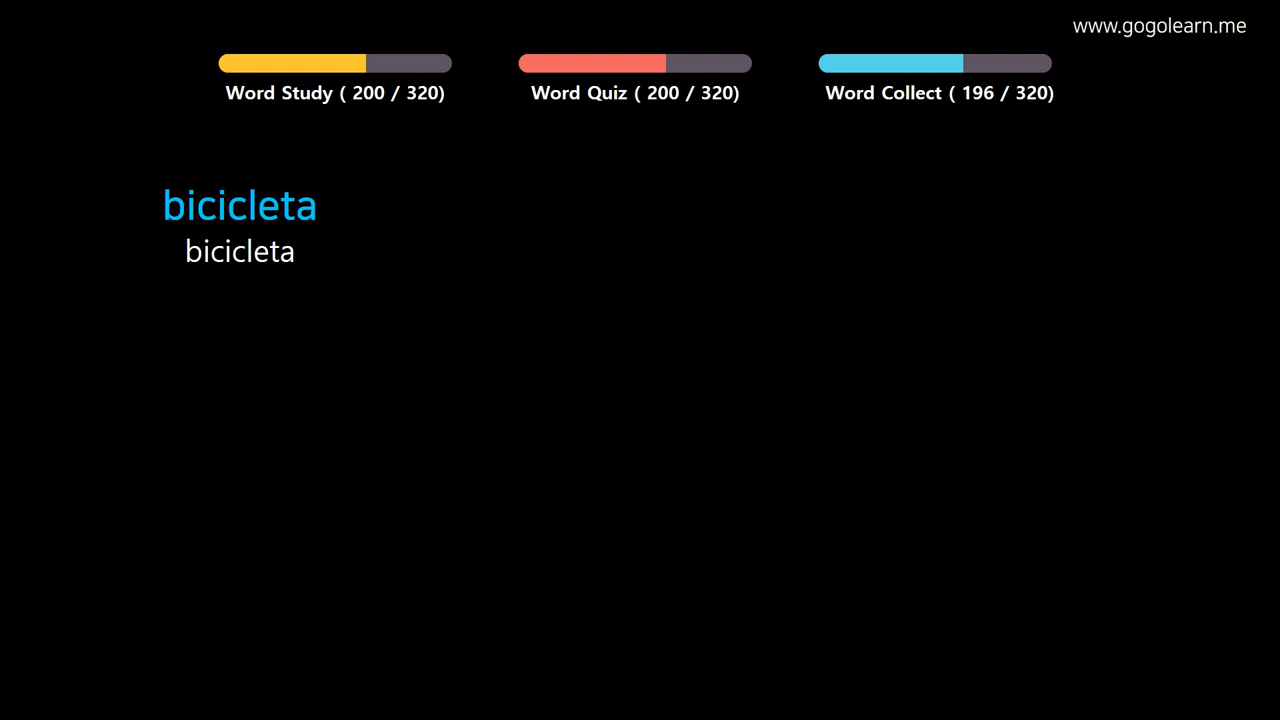 www.gogolearn.me
Word Study ( 200 / 320)
Word Quiz ( 200 / 320)
Word Collect ( 196 / 320)
bicicleta
bicicleta